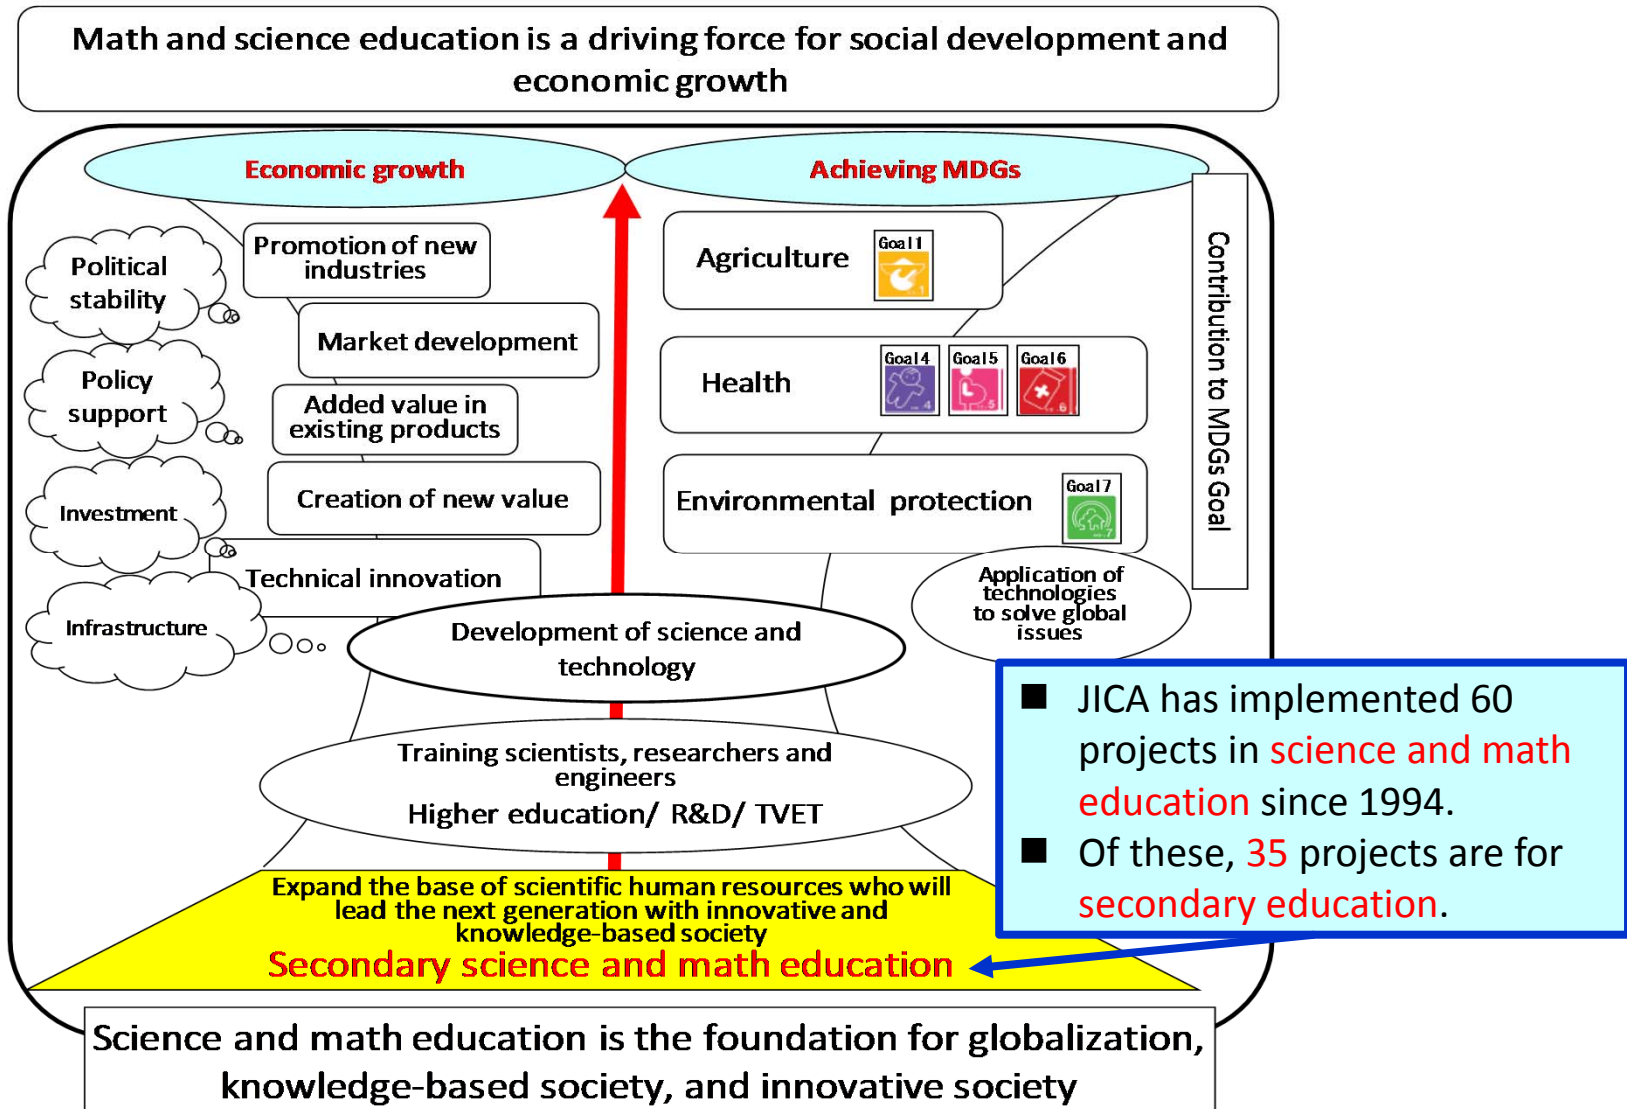 Math and science education is a driving force for social development and
economic growth
Economic growth
Achieving MDGs
Political
stability
Policy
support
Investment
Infrastructure
Promotion of new
industries
Market development
Added value in
existing products
Creation of new value
Technical innovation
Agriculture
Goal1
1
Health
Goal4
4
Goal5
5
Goal6
6
Environmental protection
Goal7
7
Contribution to MDGs Goal
Application of
technologies
to solve global
issues
Development of science and
technology
Training scientists, researchers and
engineers
Higher education/ R&D/ TVET
Expand the base of scientific human resources who will
lead the next generation with innovative and
knowledge-based society
Secondary science and math education
■ JICA has implemented 60
projects in science and math
education since 1994.
■ Of these, 35 projects are for
secondary education.
Science and math education is the foundation for globalization,
knowledge-based society, and innovative society